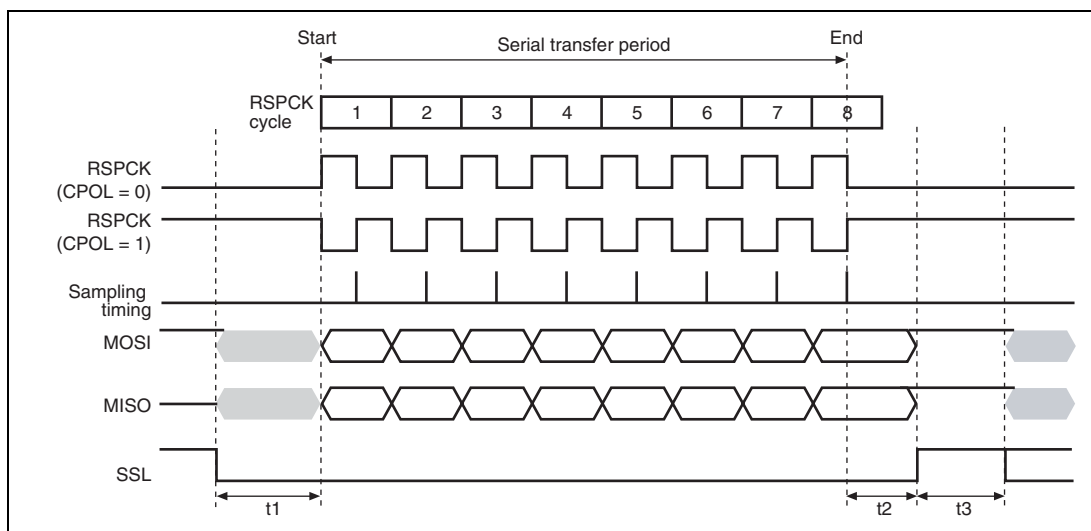 Start
Serial transfer period
End
RSPCK
cycle
1 2 3 4 5 6 7 8
RSPCK
(CPOL = 0)
RSPCK
(CPOL = 1)
Sampling
timing
MOSI
MISO
SSL
t1
t2
t3